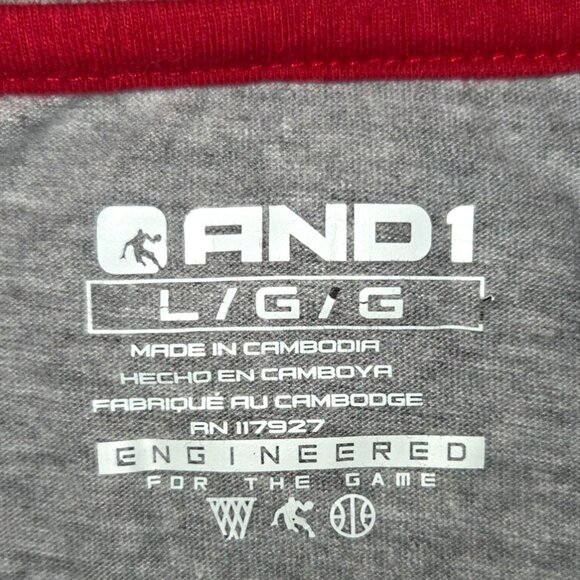 AND1
L/G/G
MADE IN CAMBODIA
HECHO EN CAMBOYA
FABRIQUÉ AU CAMBODGE
RN 117927
ENGINEERED
FOR THE GAME